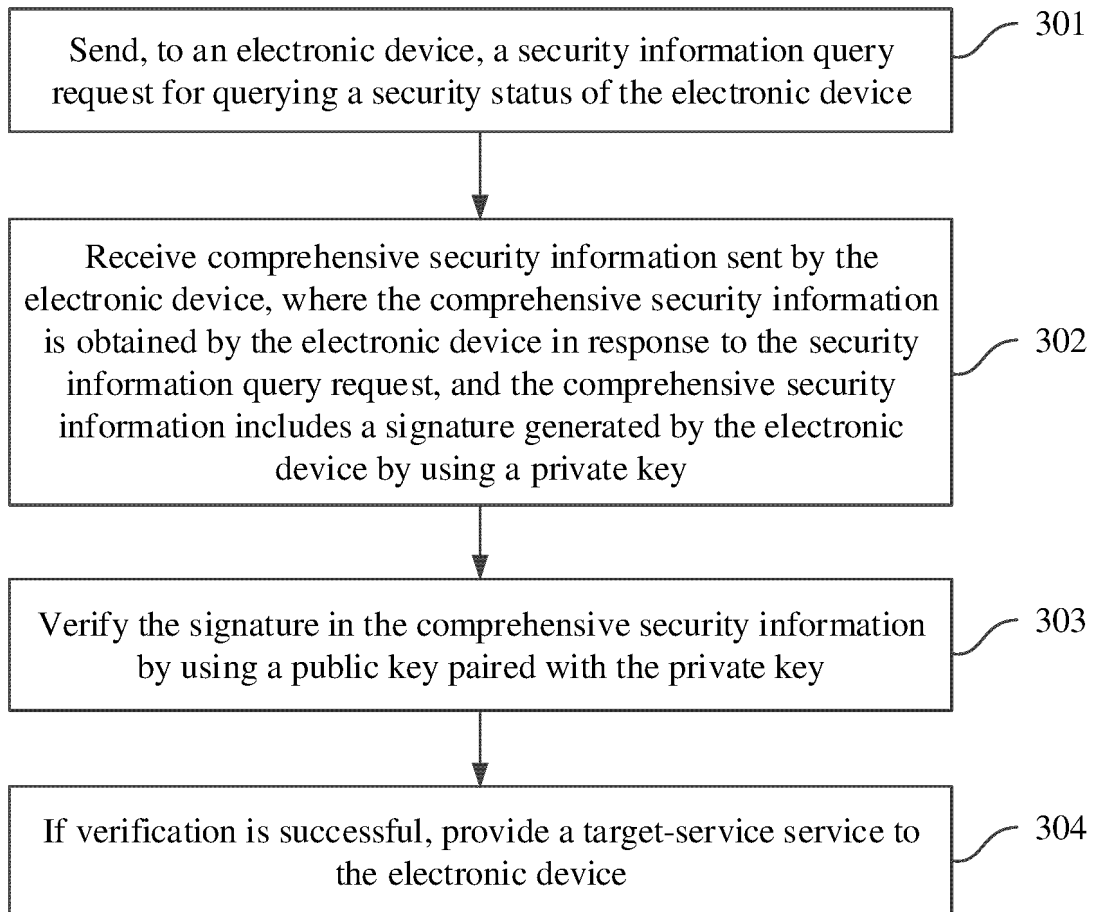 Send, to an electronic device, a security information query
request for querying a security status of the electronic device
301
Receive comprehensive security information sent by the
electronic device, where the comprehensive security information
is obtained by the electronic device in response to the security
information query request, and the comprehensive security
information includes a signature generated by the electronic
device by using a private key
302
Verify the signature in the comprehensive security information
by using a public key paired with the private key
303
If verification is successful, provide a target-service service to
the electronic device
304